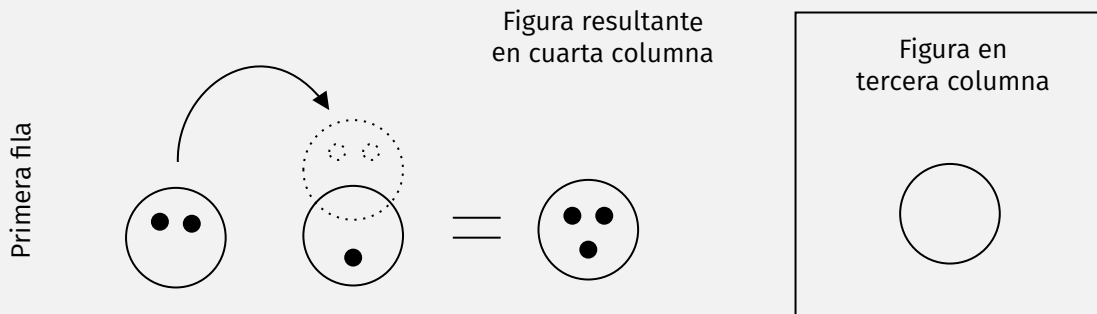 Figura resultante
en cuarta columna
Figura en
tercera columna
Primera fila